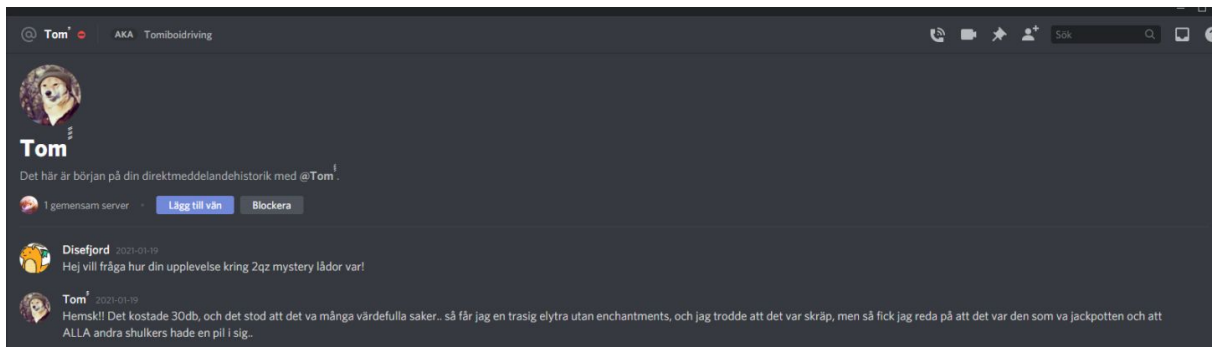 Tom AKA Tomiboidriving Sök
Tom
Det här är början på din direktmeddelandehistorik med @Tom.
1 gemensam server Lägg till vän Blockera
Disefjord 2021-01-19
Hej vill fråga hur din upplevelse kring 2qz mystery lådor var!
Tom 2021-01-19
Hemsk!! Det kostade 30db, och det stod att det va många värdefulla saker.. så får jag en trasig elytra utan enchantments, och jag trodde att det var skräp, men så fick jag reda på att det var den som va jackpotten och att
ALLA andra shulkers hade en pil i sig..